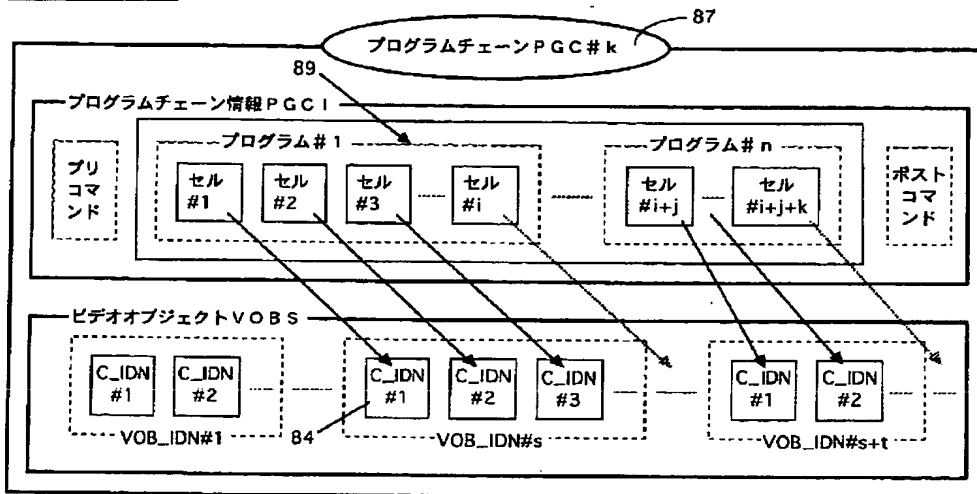 プログラムチェーンPGC#k
87
89
プログラムチェーン情報PGCI
プリコマンド
プログラム#1
セル#1
セル#2
セル#3
セル#i
プログラム#n
セル#i+j
セル#i+j+k
ポストコマンド
ビデオオブジェクトVOBS
C_IDN#1
C_IDN#2
VOB_IDN#1
84
C_IDN#1
C_IDN#2
C_IDN#3
VOB_IDN#s
C_IDN#1
C_IDN#2
VOB_IDN#s+t